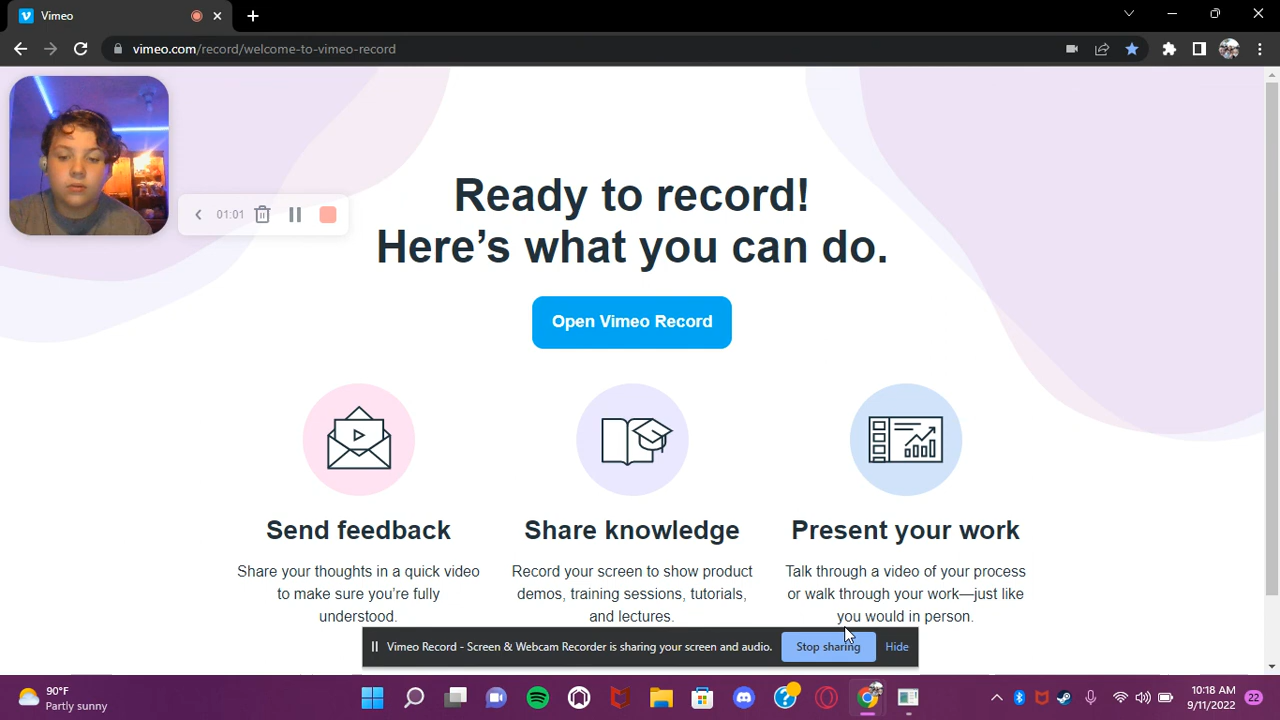 Vimeo
vimeo.com/record/welcome-to-vimeo-record
01:01
Ready to record!
Here’s what you can do.
Open Vimeo Record
Send feedback
Share your thoughts in a quick video
to make sure you’re fully
understood.
Share knowledge
Record your screen to show product
demos, training sessions, tutorials,
and lectures.
Present your work
Talk through a video of your process
or walk through your work—just like
you would in person.
Vimeo Record - Screen & Webcam Recorder is sharing your screen and audio.
Stop sharing
Hide
90°F
Partly sunny
10:18 AM
9/11/2022
22